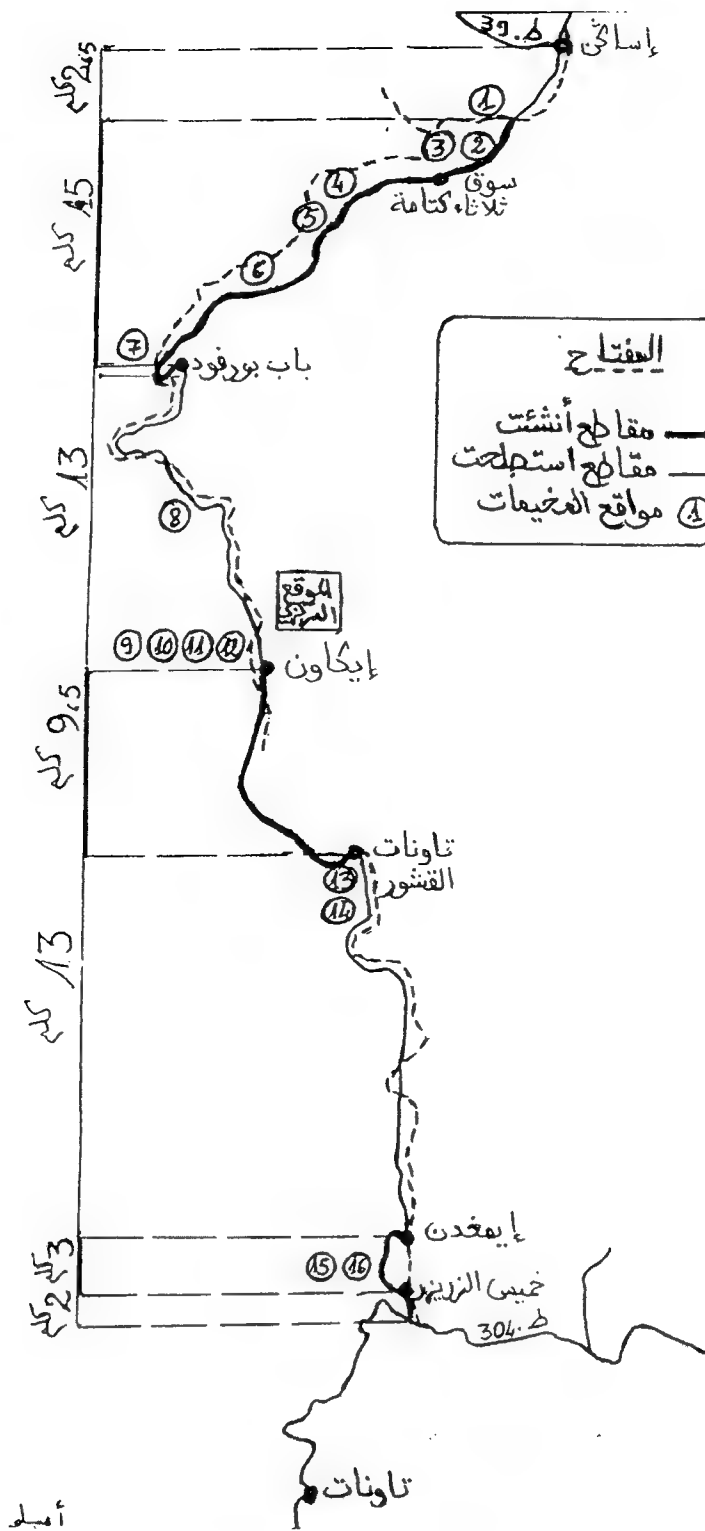 ط.39
إساكن
2,5 كلم
1
3 2
سوق
ثلاثاء كتامة
4
15 كلم
5
6
7
باب بورفود
المفتاح
مقاطع أنشئت
مقاطع استصلحت
1 مواقع المخيمات
13 كلم
8
الموقع
المركزي
9 10 11 12
إيكاون
9,5 كلم
تاونات
القشور
13
14
13 كلم
إيمغدن
3 كلم
15 16
خميس
2 كلم
ط.304
تاونات